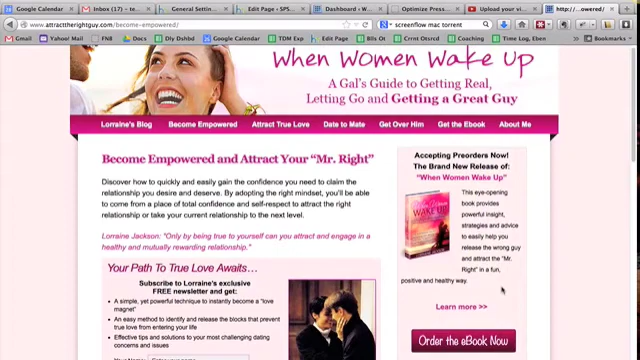 Google Calendar
Inbox (17)
General Settin
Edit Page
SPS
Dashboard
Optimize Press
Upload your vi
http://
owered/
www.attracttherightguy.com/become-empowered/
screenflow mac torrent
Gmail
Yahoo! Mail
DCC
Dly Dshbd
Google Calendar
TDM Exp
Edit Page
Blls
Crnt Otsrcd
Coaching
Time Log, Eben
Bookmarks
When Women Wake Up
A Gal's Guide to Getting Real,
Letting Go and Getting a Great Guy
Lorraine's Blog
Become Empowered
Attract True Love
Date to Mate
Get Over Him
Get the Ebook
About Me
Become Empowered and Attract Your "Mr. Right"
Discover how to quickly and easily gain the confidence you need to claim the
relationship you desire and deserve. By adopting the right mindset, you'll be able
to come from a place of total confidence and self-respect to attract the right
relationship or take your current relationship to the next level.
Lorraine Jackson: "Only by being true to yourself can you attract and engage in a
healthy and mutually rewarding relationship."
Your Path To True Love Awaits...
Subscribe to Lorraine's exclusive
FREE newsletter and get:
A simple, yet powerful technique to instantly become a "love
magnet"
An easy method to identify and release the blocks that prevent
true love from entering your life
Effective tips and solutions to your most challenging dating
concerns and issues
Accepting Preorders Now!
The Brand New Release of:
"When Women Wake Up"
This eye-opening
book provides
powerful insight,
strategies and advice
to easily help you
release the wrong guy
and attract the "Mr.
Right" in a fun,
positive and healthy way.
Learn more >>
Order the eBook Now